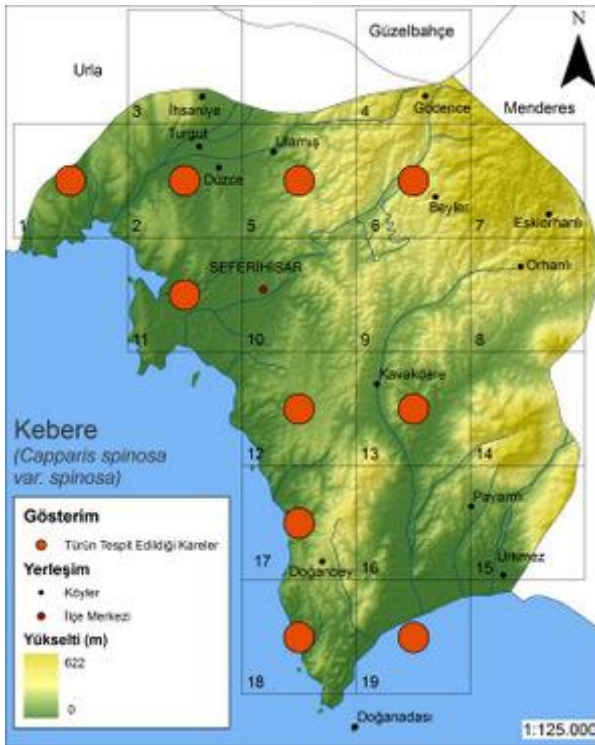 Güzelbahçe
N
Urla
İhsaniye
3
4
Gödence
Menderes
Turgut
Ulamış
Düzce
Beyler
Eskiorhanlı
1
2
5
6
7
SEFERİHİSAR
Orhanlı
11
10
9
8
Kavakdere
Kebere
(Capparis spinosa
var. spinosa)
12
13
14
Gösterim
Türün Tespit Edildiği Kareler
Yerleşim
Köyler
İlçe Merkezi
Yükselti (m)
622
0
Payamlı
17
Doğanbey
16
15
Ürkmez
18
19
Doğanadası
1:125.000